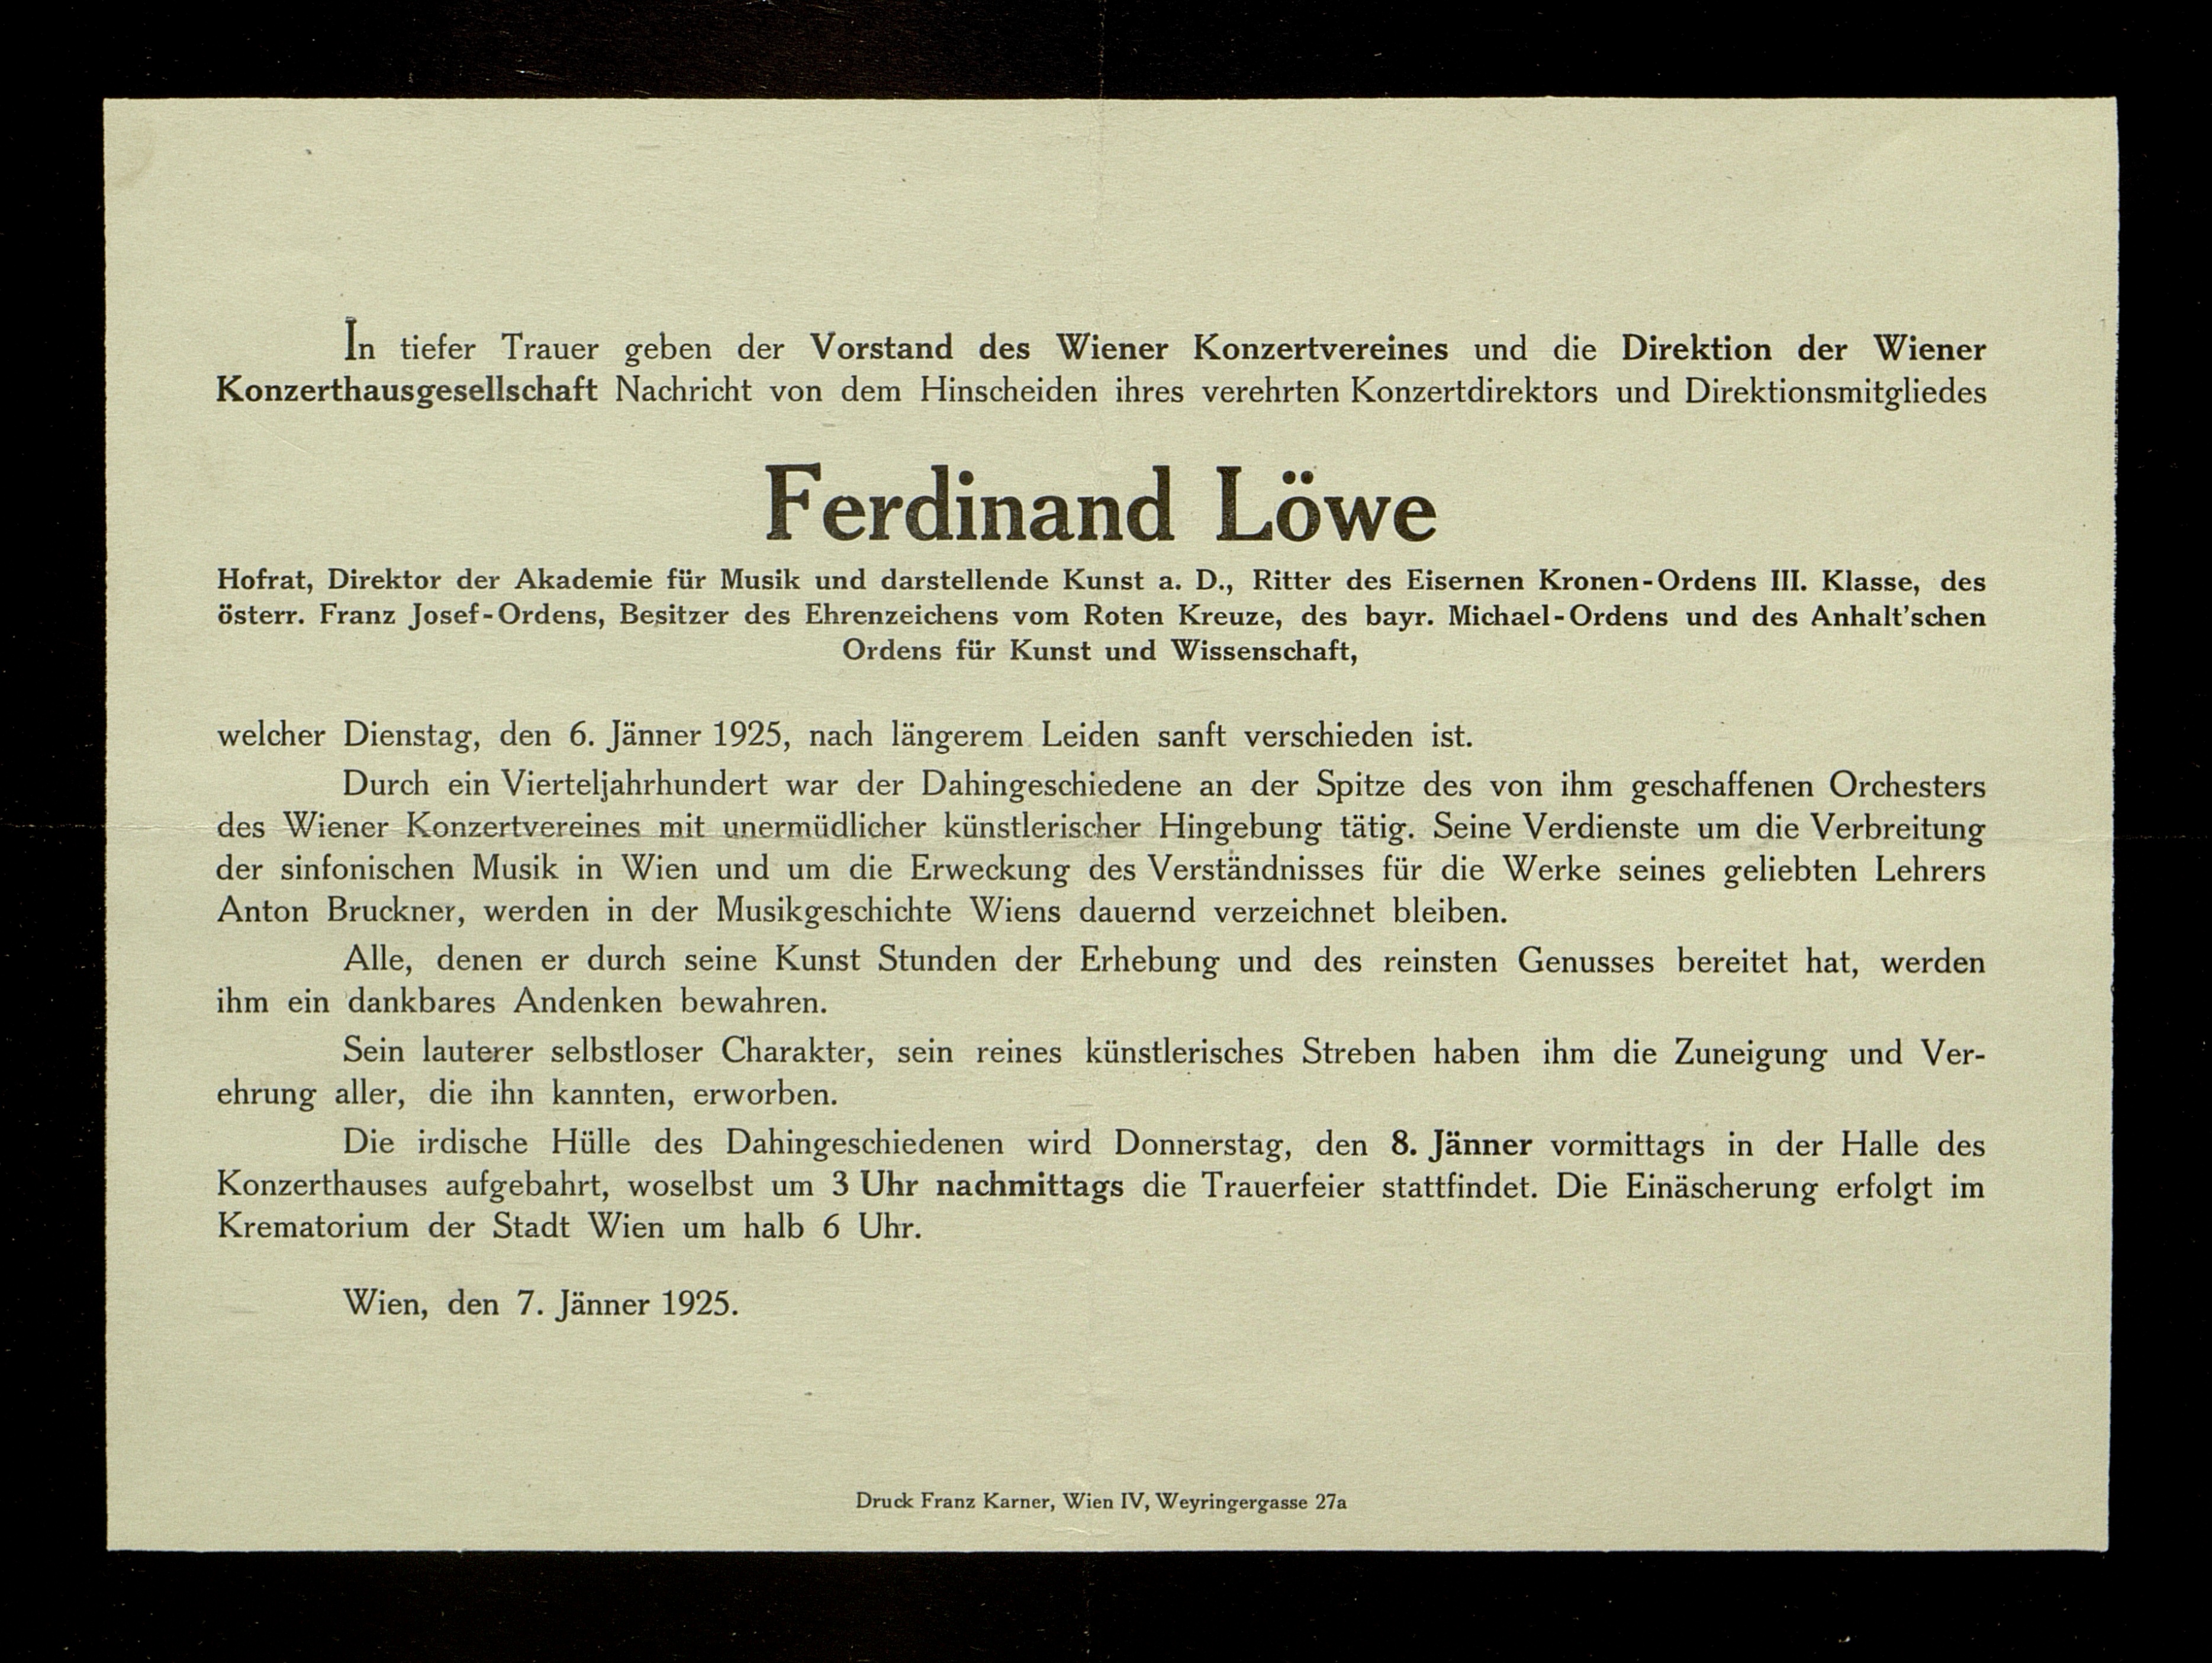 In tiefer Trauer geben der Vorstand des Wiener Konzertvereines und die Direktion der Wiener
Konzerthausgesellschaft Nachricht von dem Hinscheiden ihres verehrten Konzertdirektors und Direktionsmitgliedes
Ferdinand Löwe
Hofrat, Direktor der Akademie für Musik und darstellende Kunst a. D., Ritter des Eisernen Kronen-Ordens III. Klasse, des
österr. Franz Josef-Ordens, Besitzer des Ehrenzeichens vom Roten Kreuze, des bayr. Michael-Ordens und des Anhalt'schen
Ordens für Kunst und Wissenschaft,
welcher Dienstag, den 6. Jänner 1925, nach längerem Leiden sanft verschieden ist.
Durch ein Vierteljahrhundert war der Dahingeschiedene an der Spitze des von ihm geschaffenen Orchesters
des Wiener Konzertvereines mit unermüdlicher künstlerischer Hingebung tätig. Seine Verdienste um die Verbreitung
der sinfonischen Musik in Wien und um die Erweckung des Verständnisses für die Werke seines geliebten Lehrers
Anton Bruckner, werden in der Musikgeschichte Wiens dauernd verzeichnet bleiben.
Alle, denen er durch seine Kunst Stunden der Erhebung und des reinsten Genusses bereitet hat, werden
ihm ein dankbares Andenken bewahren.
Sein lauterer selbstloser Charakter, sein reines künstlerisches Streben haben ihm die Zuneigung und Ver-
ehrung aller, die ihn kannten, erworben.
Die irdische Hülle des Dahingeschiedenen wird Donnerstag, den 8. Jänner vormittags in der Halle des
Konzerthauses aufgebahrt, woselbst um 3 Uhr nachmittags die Trauerfeier stattfindet. Die Einäscherung erfolgt im
Krematorium der Stadt Wien um halb 6 Uhr.
Wien, den 7. Jänner 1925.
Druck Franz Karner, Wien IV, Weyringergasse 27a